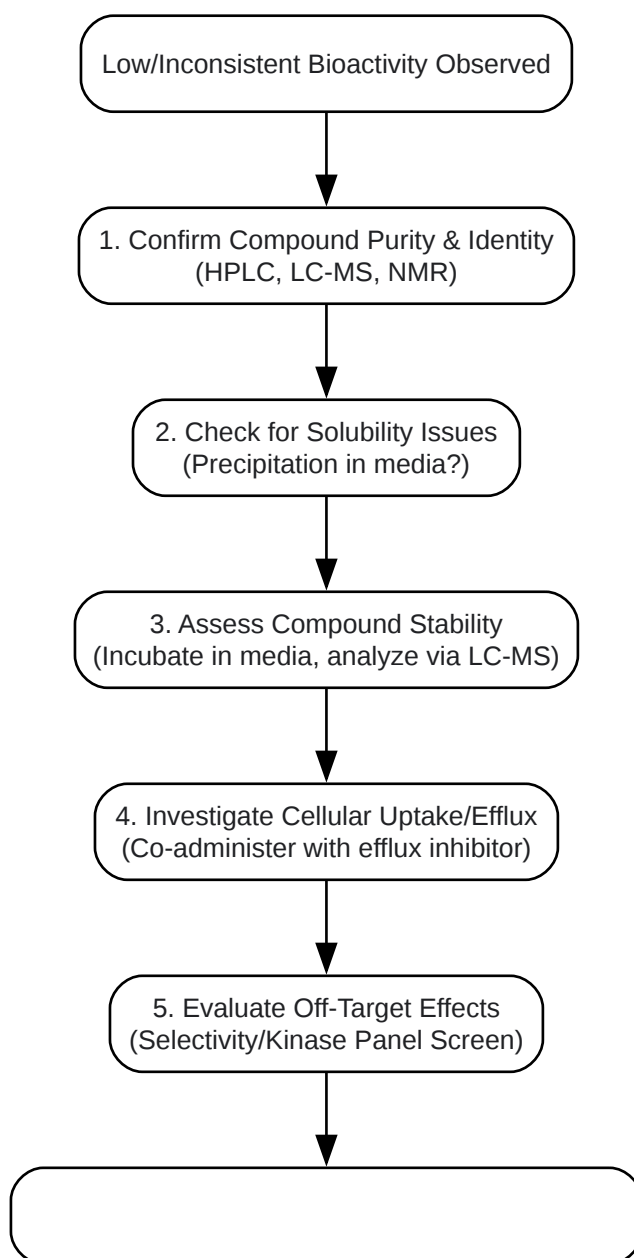 Low/Inconsistent Bioactivity Observed
1. Confirm Compound Purity & Identity
(HPLC, LC-MS, NMR)
2. Check for Solubility Issues
(Precipitation in media?)
3. Assess Compound Stability
(Incubate in media, analyze via LC-MS)
4. Investigate Cellular Uptake/Efflux
(Co-administer with efflux inhibitor)
5. Evaluate Off-Target Effects
(Selectivity/Kinase Panel Screen)